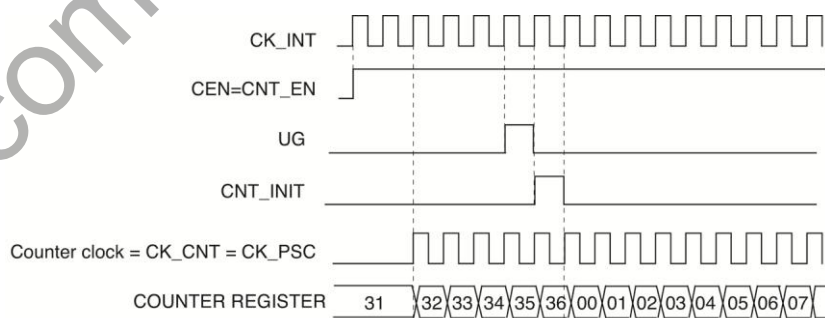 com
CK_INT
CEN=CNT_EN
UG
CNT_INIT
Counter clock = CK_CNT = CK_PSC
COUNTER REGISTER 31 32 33 34 35 36 00 01 02 03 04 05 06 07